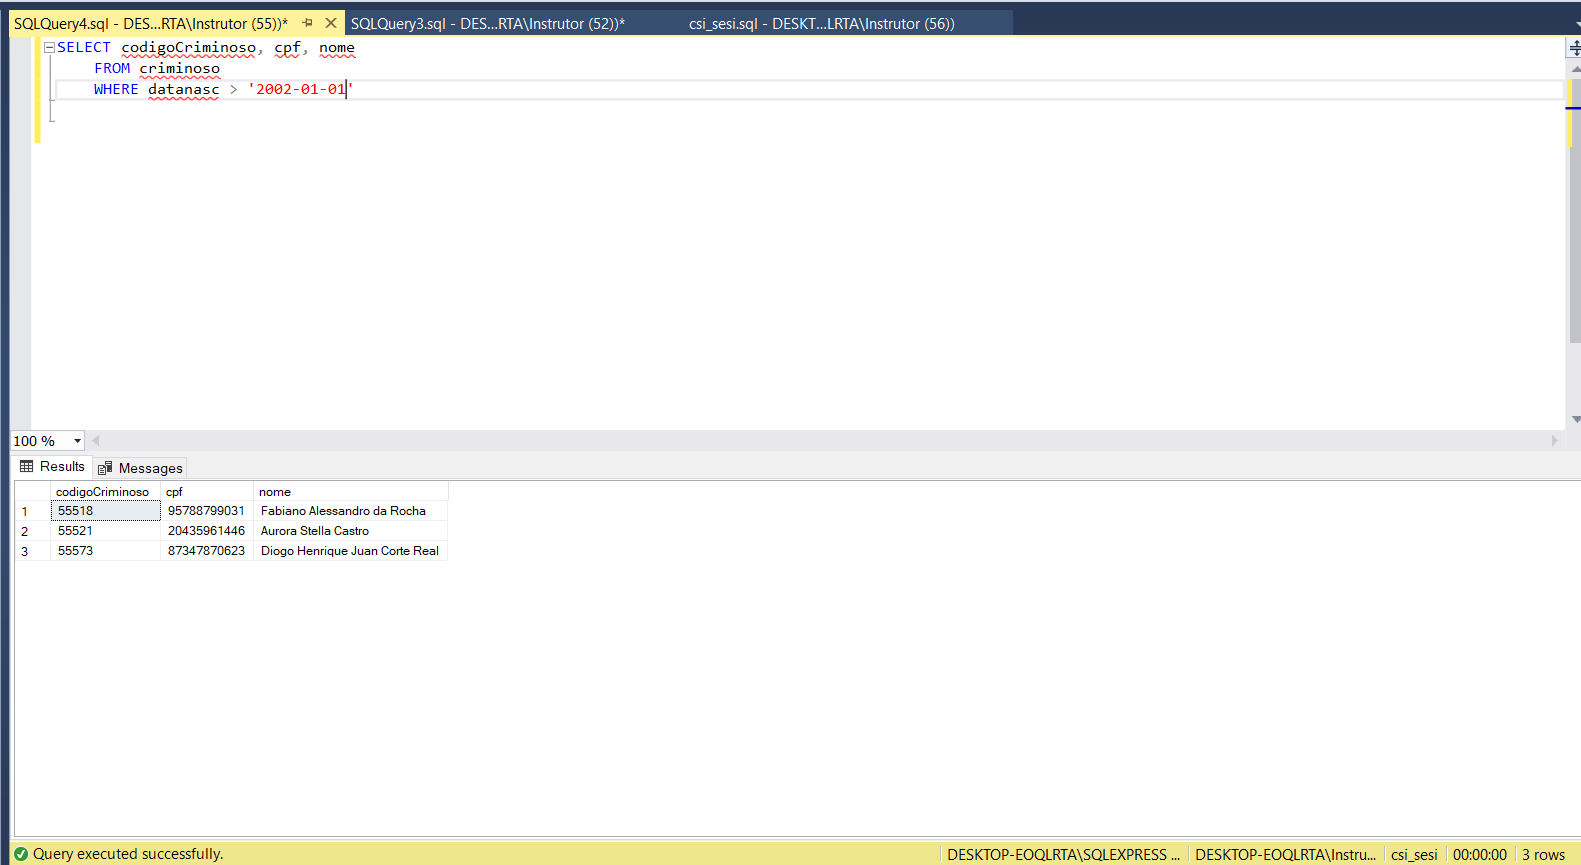 SQLQuery4.sql - DES...RTA\Instrutor (55))* SQLQuery3.sql - DES...RTA\Instrutor (52))* csi_sesi.sql - DESKT...LRTA\Instrutor (56))
SELECT codigoCriminoso, cpf, nome
FROM criminoso
WHERE datanasc > '2002-01-01'
100 %
Results Messages
codigoCriminoso cpf nome
1 55518 95788799031 Fabiano Alessandro da Rocha
2 55521 20435961446 Aurora Stella Castro
3 55573 87347870623 Diogo Henrique Juan Corte Real
Query executed successfully. DESKTOP-EOQLRTA\SQLEXPRESS ... DESKTOP-EOQLRTA\Instru... csi_sesi 00:00:00 3 rows